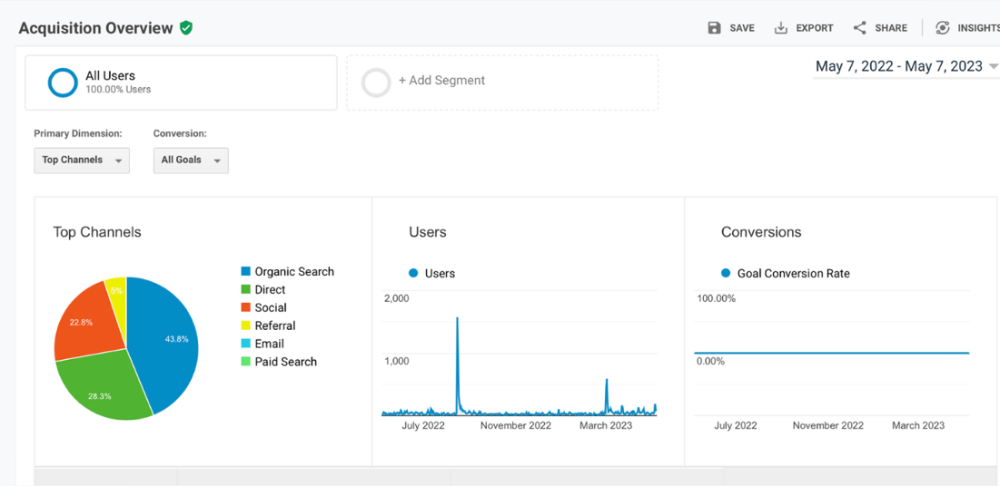 Acquisition Overview
SAVE
EXPORT
SHARE
INSIGHTS
All Users
100.00% Users
+ Add Segment
May 7, 2022 - May 7, 2023
Primary Dimension:
Conversion:
Top Channels
All Goals
Top Channels
Organic Search
Direct
Social
Referral
Email
Paid Search
5%
22.8%
43.8%
28.3%
Users
Users
2,000
1,000
July 2022
November 2022
March 2023
Conversions
Goal Conversion Rate
100.00%
0.00%
July 2022
November 2022
March 2023